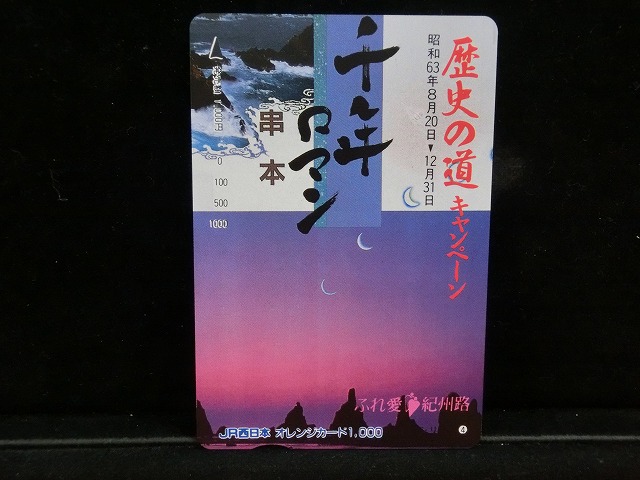 歴史の道キャンペーン
昭和63年8月20日▼12月31日
千年
ロマン
串本
0
100
500
1000
ふれ愛紀州路
JR西日本 オレンジカード1,000
4